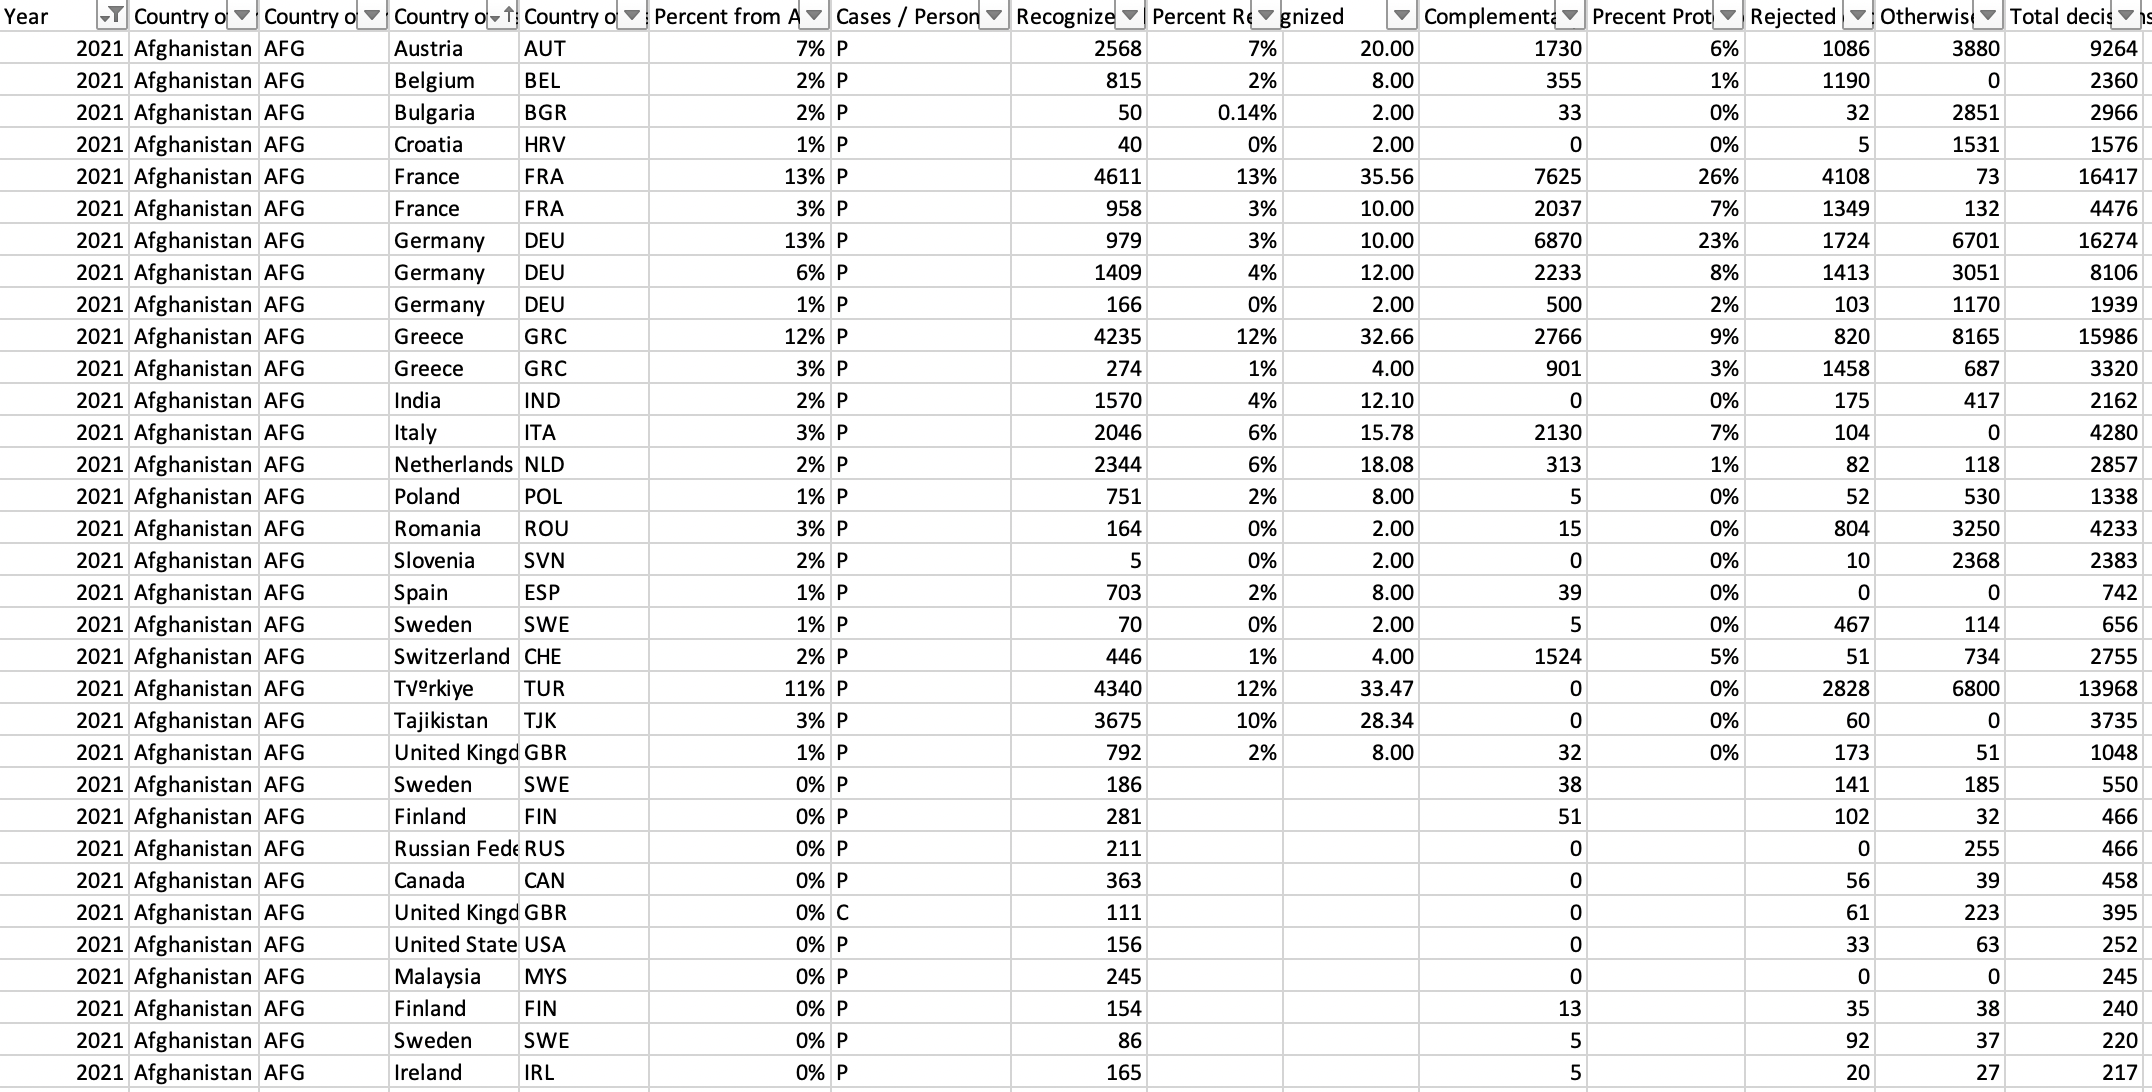 Year Country o Country o Country o Country o Percent from A Cases / Person Recognize Percent Re gnized Complementa Precent Prot Rejected Otherwise Total decis ns
2021 Afghanistan AFG Austria AUT 7% P 2568 7% 20.00 1730 6% 1086 3880 9264
2021 Afghanistan AFG Belgium BEL 2% P 815 2% 8.00 355 1% 1190 0 2360
2021 Afghanistan AFG Bulgaria BGR 2% P 50 0.14% 2.00 33 0% 32 2851 2966
2021 Afghanistan AFG Croatia HRV 1% P 40 0% 2.00 0 0% 5 1531 1576
2021 Afghanistan AFG France FRA 13% P 4611 13% 35.56 7625 26% 4108 73 16417
2021 Afghanistan AFG France FRA 3% P 958 3% 10.00 2037 7% 1349 132 4476
2021 Afghanistan AFG Germany DEU 13% P 979 3% 10.00 6870 23% 1724 6701 16274
2021 Afghanistan AFG Germany DEU 6% P 1409 4% 12.00 2233 8% 1413 3051 8106
2021 Afghanistan AFG Germany DEU 1% P 166 0% 2.00 500 2% 103 1170 1939
2021 Afghanistan AFG Greece GRC 12% P 4235 12% 32.66 2766 9% 820 8165 15986
2021 Afghanistan AFG Greece GRC 3% P 274 1% 4.00 901 3% 1458 687 3320
2021 Afghanistan AFG India IND 2% P 1570 4% 12.10 0 0% 175 417 2162
2021 Afghanistan AFG Italy ITA 3% P 2046 6% 15.78 2130 7% 104 0 4280
2021 Afghanistan AFG Netherlands NLD 2% P 2344 6% 18.08 313 1% 82 118 2857
2021 Afghanistan AFG Poland POL 1% P 751 2% 8.00 5 0% 52 530 1338
2021 Afghanistan AFG Romania ROU 3% P 164 0% 2.00 15 0% 804 3250 4233
2021 Afghanistan AFG Slovenia SVN 2% P 5 0% 2.00 0 0% 10 2368 2383
2021 Afghanistan AFG Spain ESP 1% P 703 2% 8.00 39 0% 0 0 742
2021 Afghanistan AFG Sweden SWE 1% P 70 0% 2.00 5 0% 467 114 656
2021 Afghanistan AFG Switzerland CHE 2% P 446 1% 4.00 1524 5% 51 734 2755
2021 Afghanistan AFG T√ºrkiye TUR 11% P 4340 12% 33.47 0 0% 2828 6800 13968
2021 Afghanistan AFG Tajikistan TJK 3% P 3675 10% 28.34 0 0% 60 0 3735
2021 Afghanistan AFG United Kingd GBR 1% P 792 2% 8.00 32 0% 173 51 1048
2021 Afghanistan AFG Sweden SWE 0% P 186 38 141 185 550
2021 Afghanistan AFG Finland FIN 0% P 281 51 102 32 466
2021 Afghanistan AFG Russian Fede RUS 0% P 211 0 0 255 466
2021 Afghanistan AFG Canada CAN 0% P 363 0 56 39 458
2021 Afghanistan AFG United Kingd GBR 0% C 111 0 61 223 395
2021 Afghanistan AFG United State USA 0% P 156 0 33 63 252
2021 Afghanistan AFG Malaysia MYS 0% P 245 0 0 0 245
2021 Afghanistan AFG Finland FIN 0% P 154 13 35 38 240
2021 Afghanistan AFG Sweden SWE 0% P 86 5 92 37 220
2021 Afghanistan AFG Ireland IRL 0% P 165 5 20 27 217